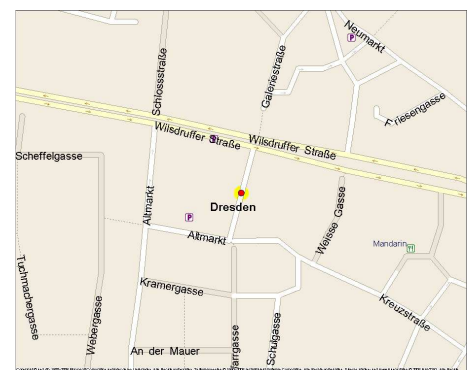 Neumarkt
P
Galeriestraße
Schlossstraße
Friesengasse
Wilsdruffer Straße
Wilsdruffer Straße
Scheffelgasse
Dresden
Altmarkt
P
Weisse Gasse
Altmarkt
Mandarin
Tuchmachergasse
Webergasse
Kramergasse
Kreuzstraße
Schulgasse
An der Mauer